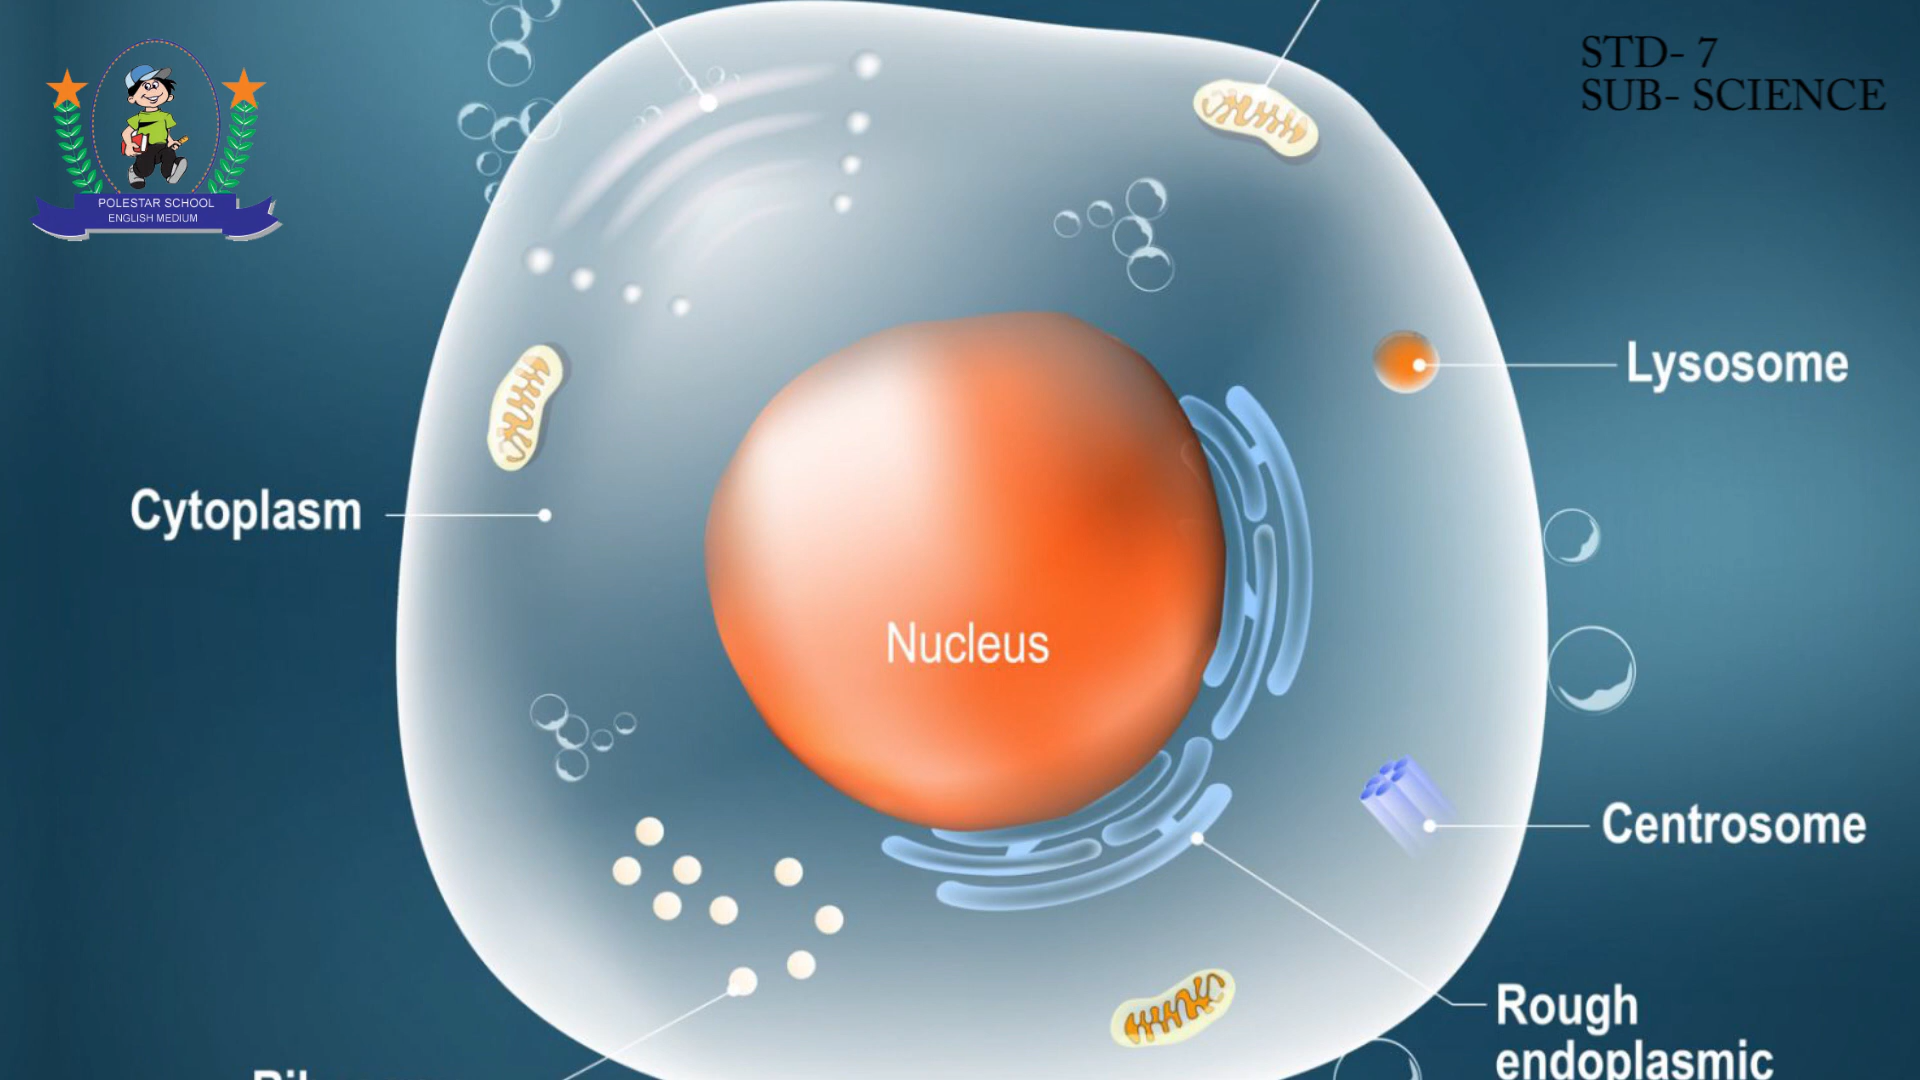 POLESTAR SCHOOL
ENGLISH MEDIUM
STD- 7
SUB- SCIENCE
Lysosome
Cytoplasm
Nucleus
Centrosome
Rough
endoplasmic